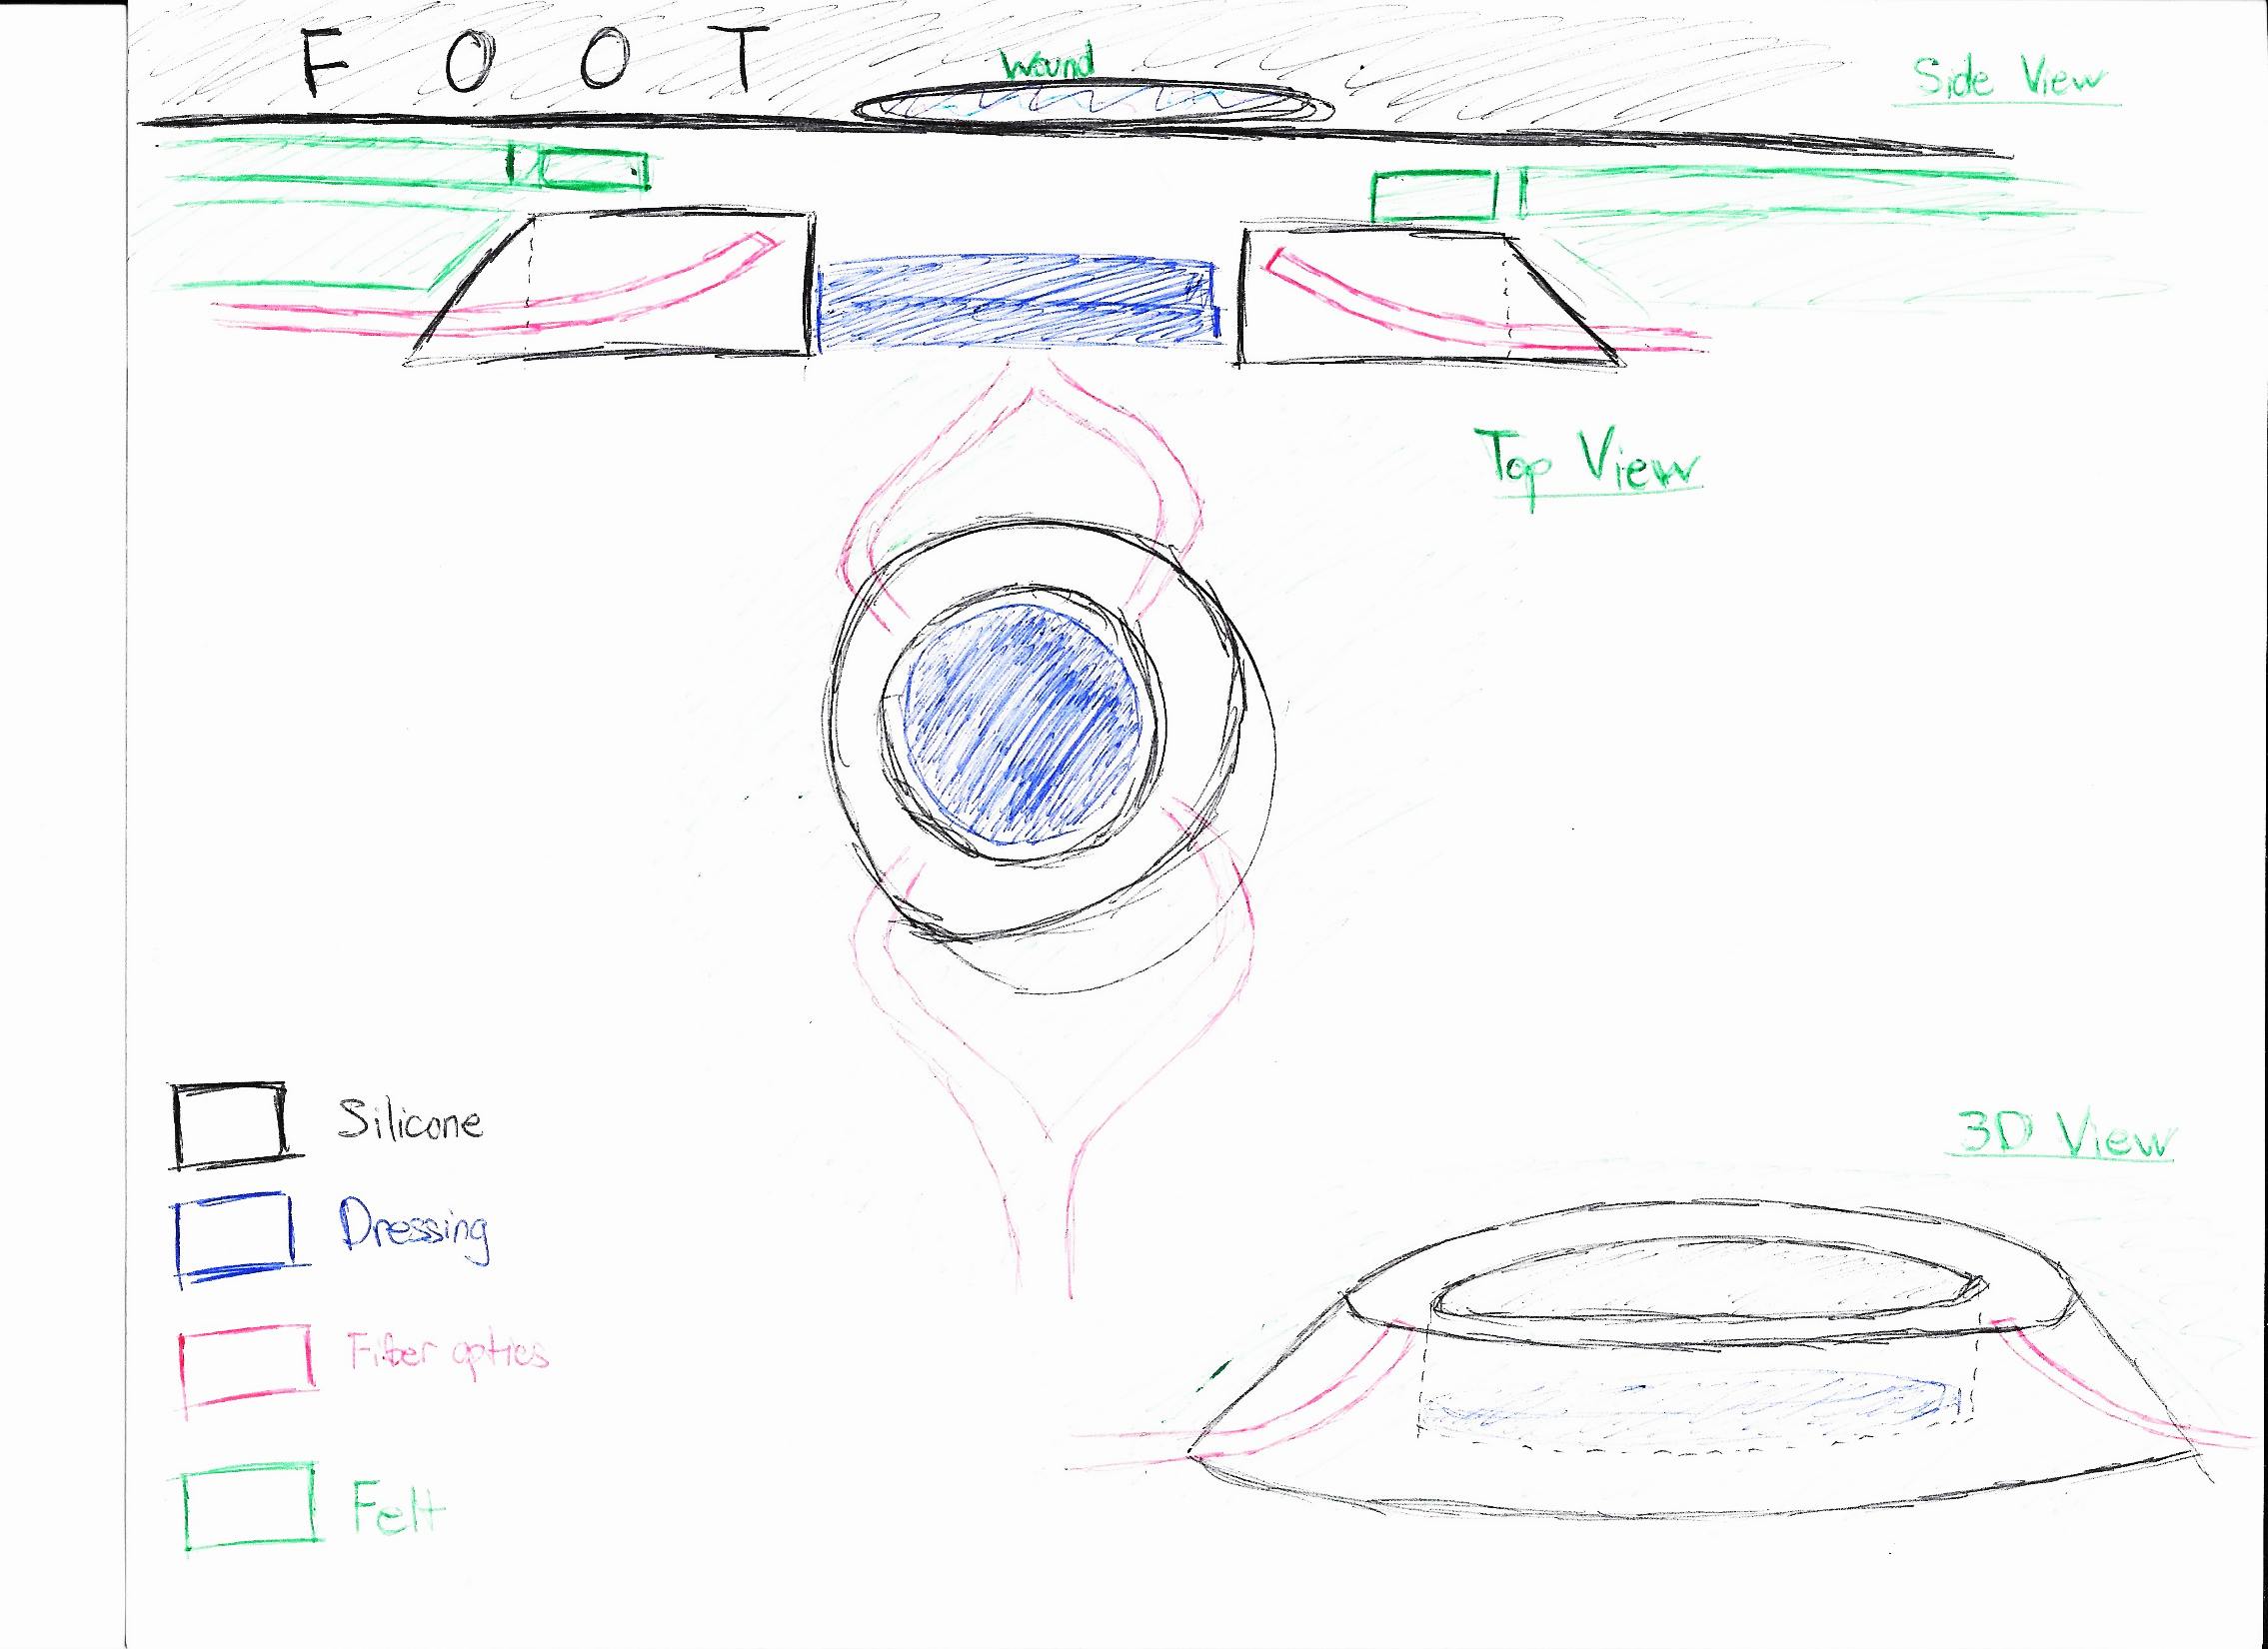 FOOT
Wound
Side View
Top View
3D View
Silicone
Dressing
Fiber optics
Felt